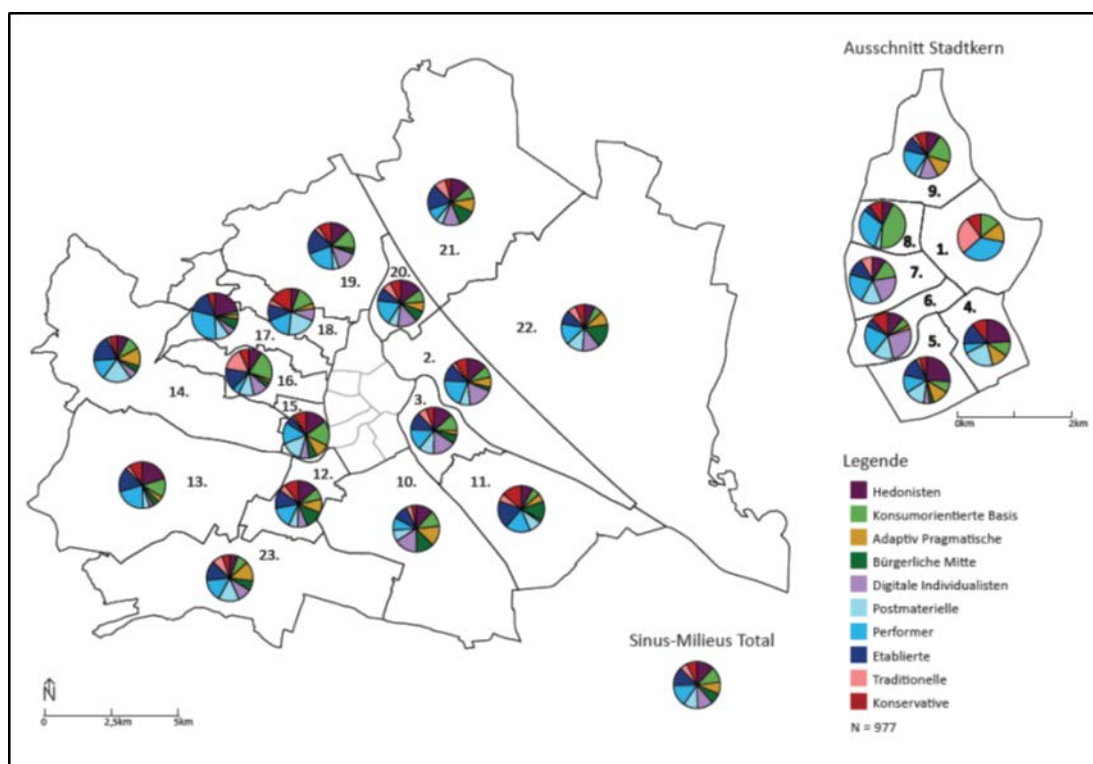 Ausschnitt Stadtkern
9.
8.
1.
7.
6.
4.
5.
0km
2km
21.
19.
20.
22.
17.
18.
2.
16.
14.
3.
15.
12.
13.
10.
11.
23.
Legende
Hedonisten
Konsumorientierte Basis
Adaptiv Pragmatische
Bürgerliche Mitte
Digitale Individualisten
Postmaterielle
Performer
Etablierte
Traditionelle
Konservative
N = 977
Sinus-Milieus Total
N
0
2,5km
5km